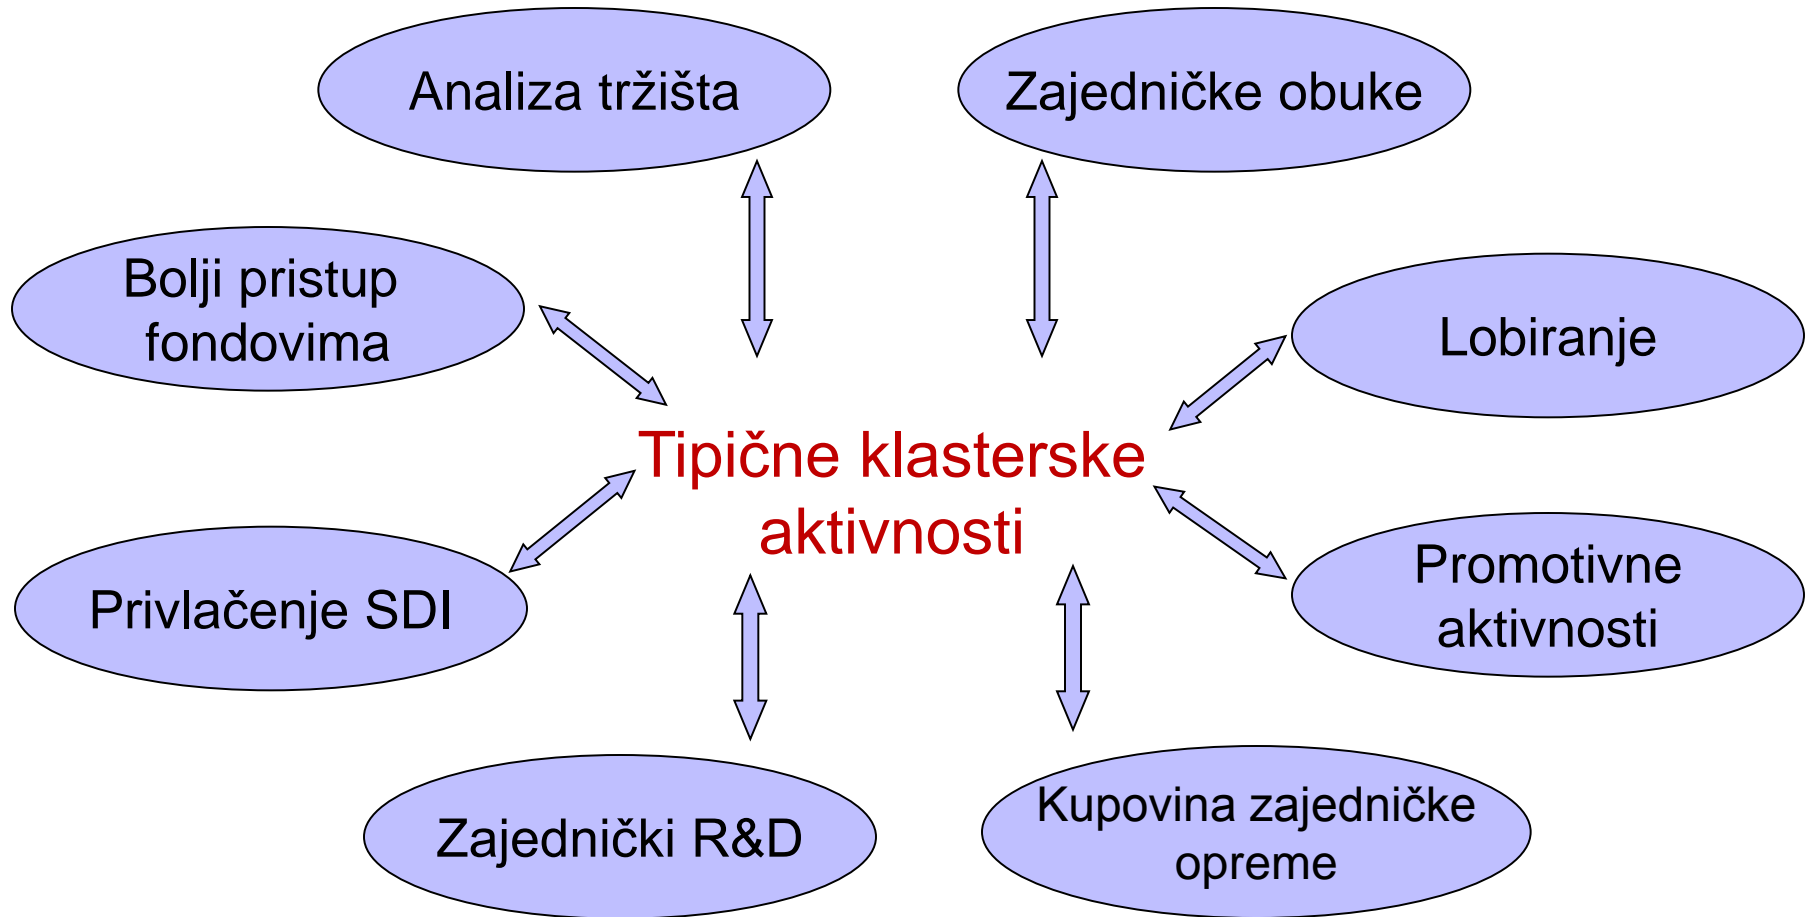 Analiza tržišta
Zajedničke obuke
Bolji pristup
fondovima
Lobiranje
Tipične klasterske
aktivnosti
Privlačenje SDI
Promotivne
aktivnosti
Zajednički R&D
Kupovina zajedničke
opreme